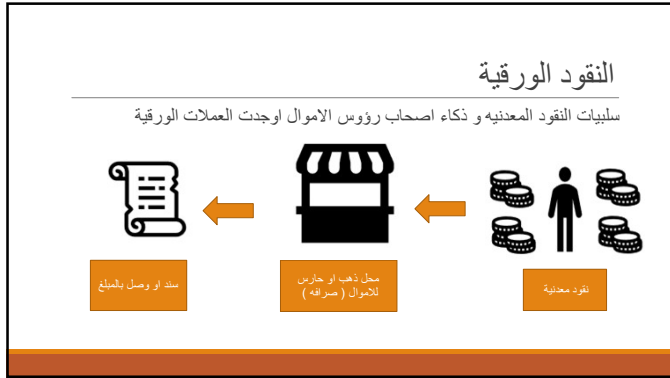 النقود الورقية
سلبيات النقود المعدنيه و ذكاء اصحاب رؤوس الاموال اوجدت العملات الورقية
نقود معدنية
محل ذهب او حارس
للاموال ( صرافه )
سند او وصل بالمبلغ